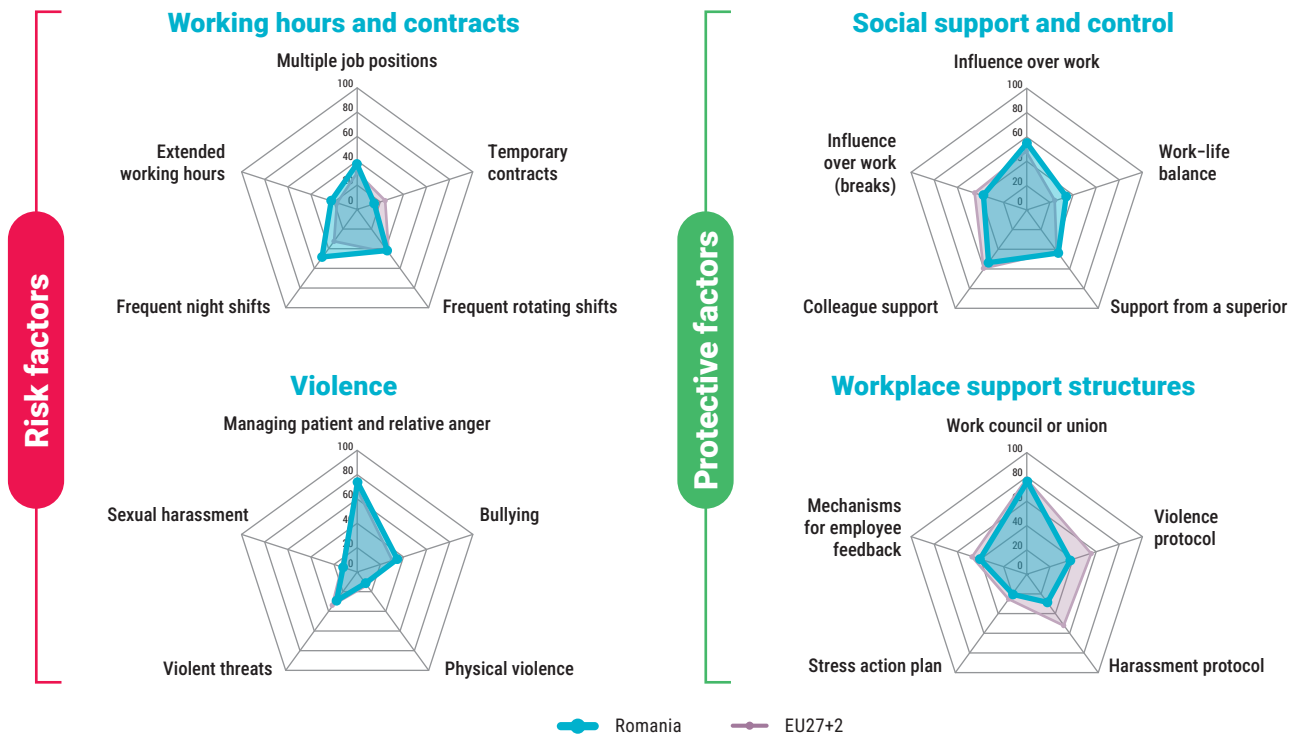 Risk factors
Working hours and contracts
Multiple job positions
100
80
60
40
20
0
Temporary
contracts
Frequent rotating shifts
Frequent night shifts
Extended
working hours
Violence
Managing patient and relative anger
100
80
60
40
20
0
Bullying
Physical violence
Violent threats
Sexual harassment
Protective factors
Social support and control
Influence over work
100
80
60
40
20
0
Work–life
balance
Support from a superior
Colleague support
Influence
over work
(breaks)
Workplace support structures
Work council or union
100
80
60
40
20
0
Violence
protocol
Harassment protocol
Stress action plan
Mechanisms
for employee
feedback
Romania
EU27+2